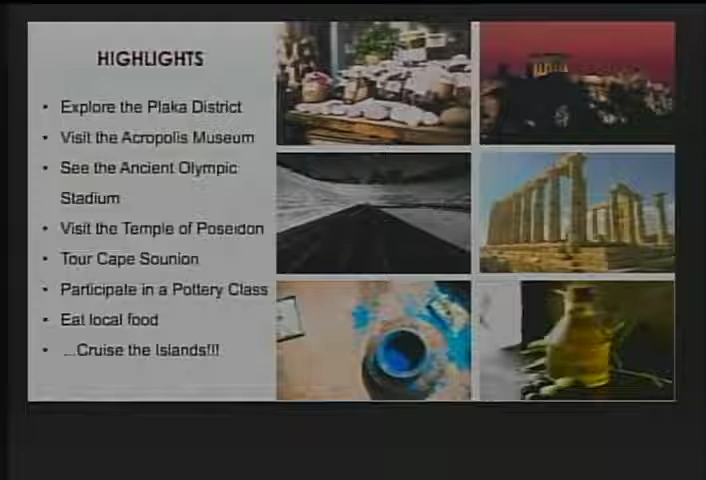 HIGHLIGHTS
• Explore the Plaka District
• Visit the Acropolis Museum
• See the Ancient Olympic
Stadium
• Visit the Temple of Poseidon
• Tour Cape Sounion
• Participate in a Pottery Class
• Eat local food
• ...Cruise the Islands!!!